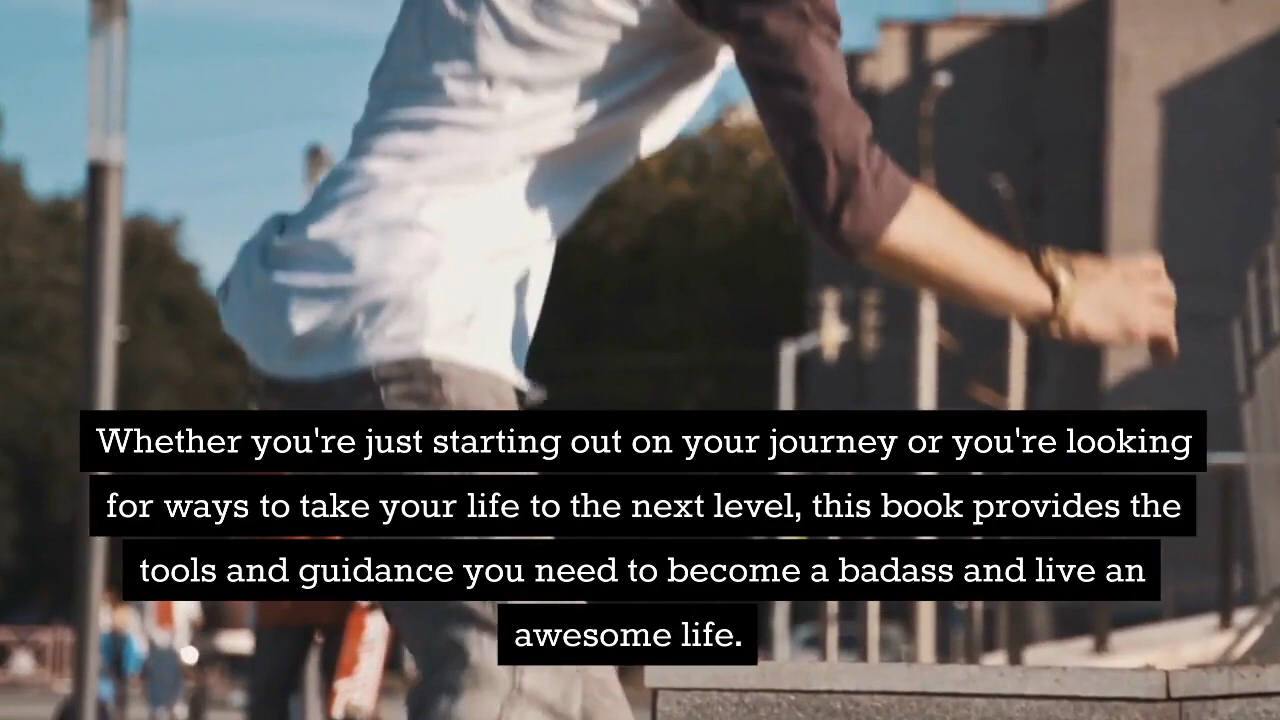 Whether you're just starting out on your journey or you're looking
for ways to take your life to the next level, this book provides the
tools and guidance you need to become a badass and live an
awesome life.